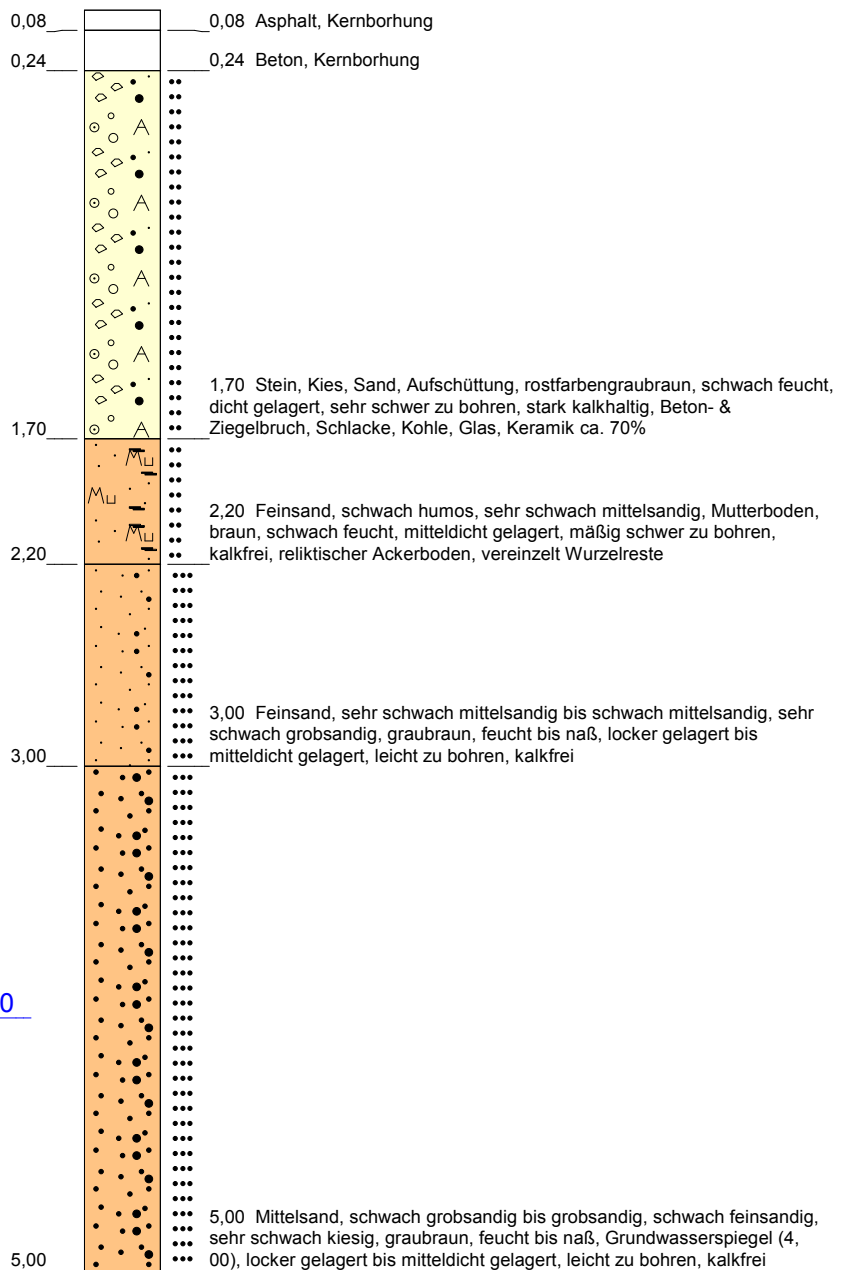 0,08
0,08 Asphalt, Kernborhung
0,24
0,24 Beton, Kernborhung
1,70 Stein, Kies, Sand, Aufschüttung, rostfarbengraubraun, schwach feucht,
dicht gelagert, sehr schwer zu bohren, stark kalkhaltig, Beton- &
Ziegelbruch, Schlacke, Kohle, Glas, Keramik ca. 70%
1,70
A
A
A
A
A
2,20 Feinsand, schwach humos, sehr schwach mittelsandig, Mutterboden,
braun, schwach feucht, mitteldicht gelagert, mäßig schwer zu bohren,
kalkfrei, reliktischer Ackerboden, vereinzelt Wurzelreste
2,20
Mu
Mu
Mu
3,00 Feinsand, sehr schwach mittelsandig bis schwach mittelsandig, sehr
schwach grobsandig, graubraun, feucht bis naß, locker gelagert bis
mitteldicht gelagert, leicht zu bohren, kalkfrei
3,00
0
5,00 Mittelsand, schwach grobsandig bis grobsandig, schwach feinsandig,
sehr schwach kiesig, graubraun, feucht bis naß, Grundwasserspiegel (4,
00), locker gelagert bis mitteldicht gelagert, leicht zu bohren, kalkfrei
5,00